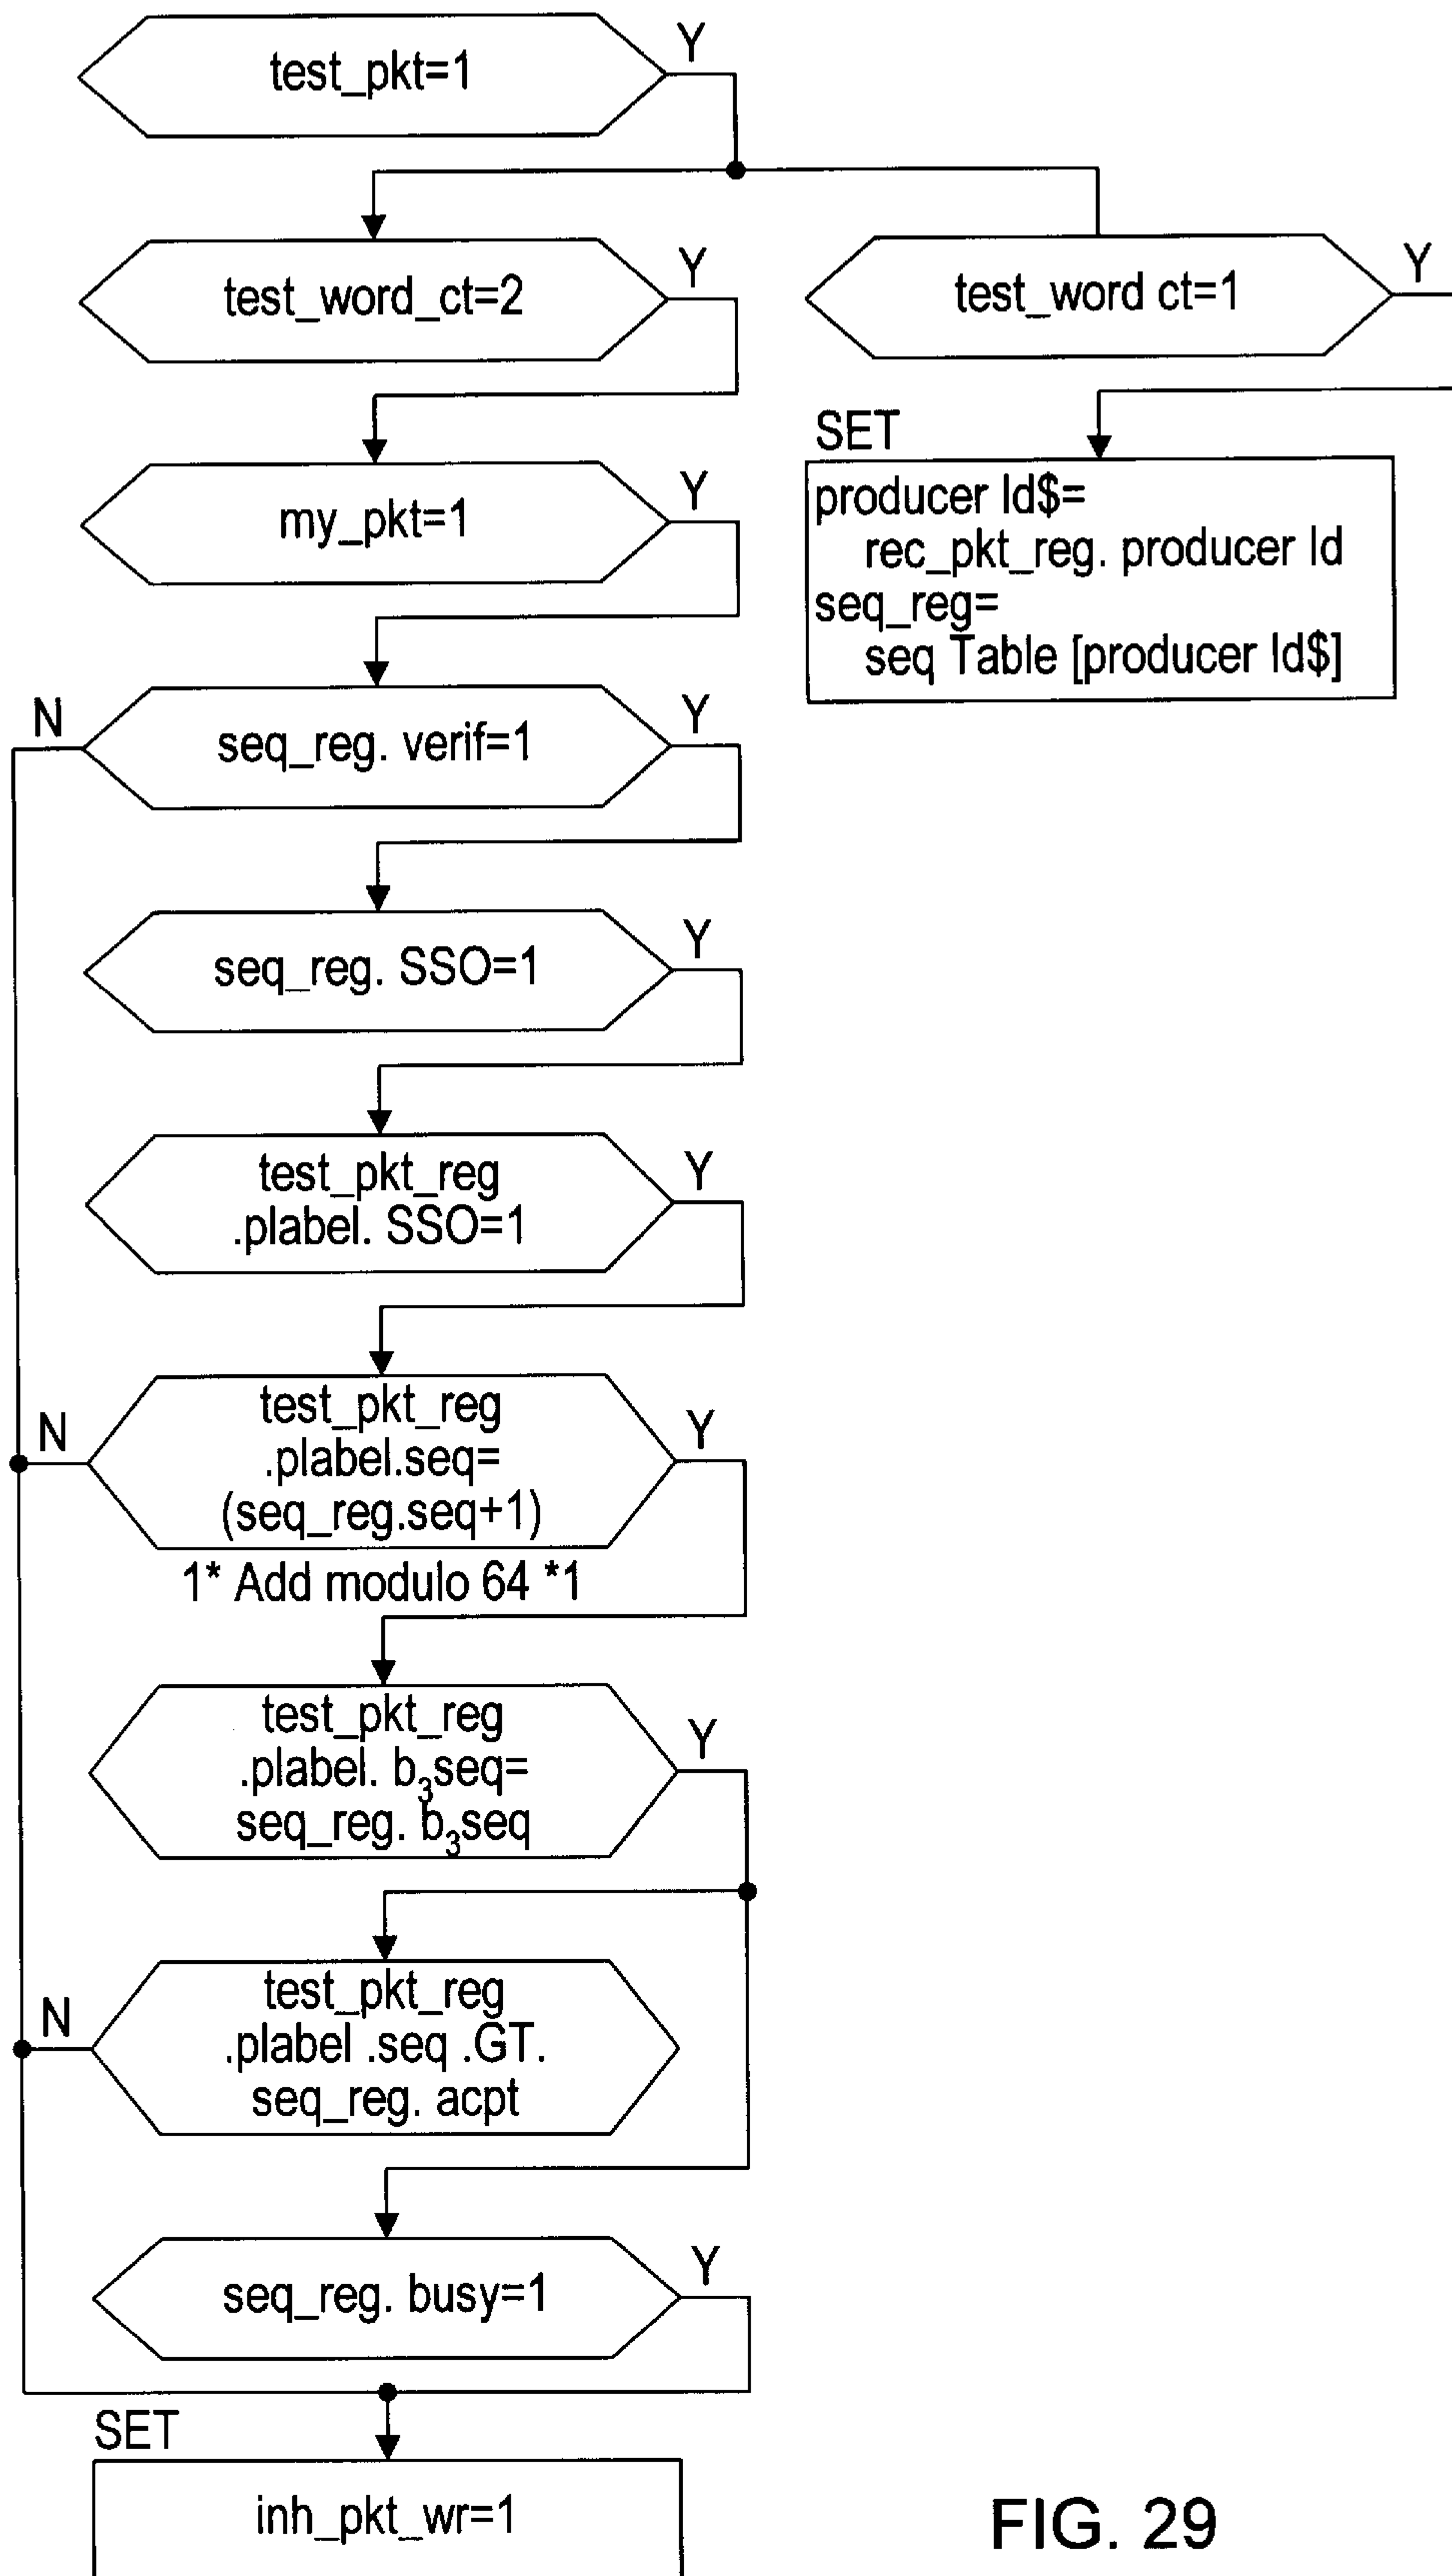 test_pkt=1
Y
test_word_ct=2
Y
test_word ct=1
Y
my_pkt=1
Y
SET
producer Id$=
rec_pkt_reg. producer Id
seq_reg=
seq Table [producer Id$]
N
seq_reg. verif=1
Y
seq_reg. SSO=1
Y
test_pkt_reg
.plabel. SSO=1
Y
N
test_pkt_reg
.plabel.seq=
(seq_reg.seq+1)
Y
1* Add modulo 64 *1
test_pkt_reg
.plabel. b₃seq=
seq_reg. b₃seq
Y
N
test_pkt_reg
.plabel .seq .GT.
seq_reg. acpt
seq_reg. busy=1
Y
SET
inh_pkt_wr=1
FIG. 29